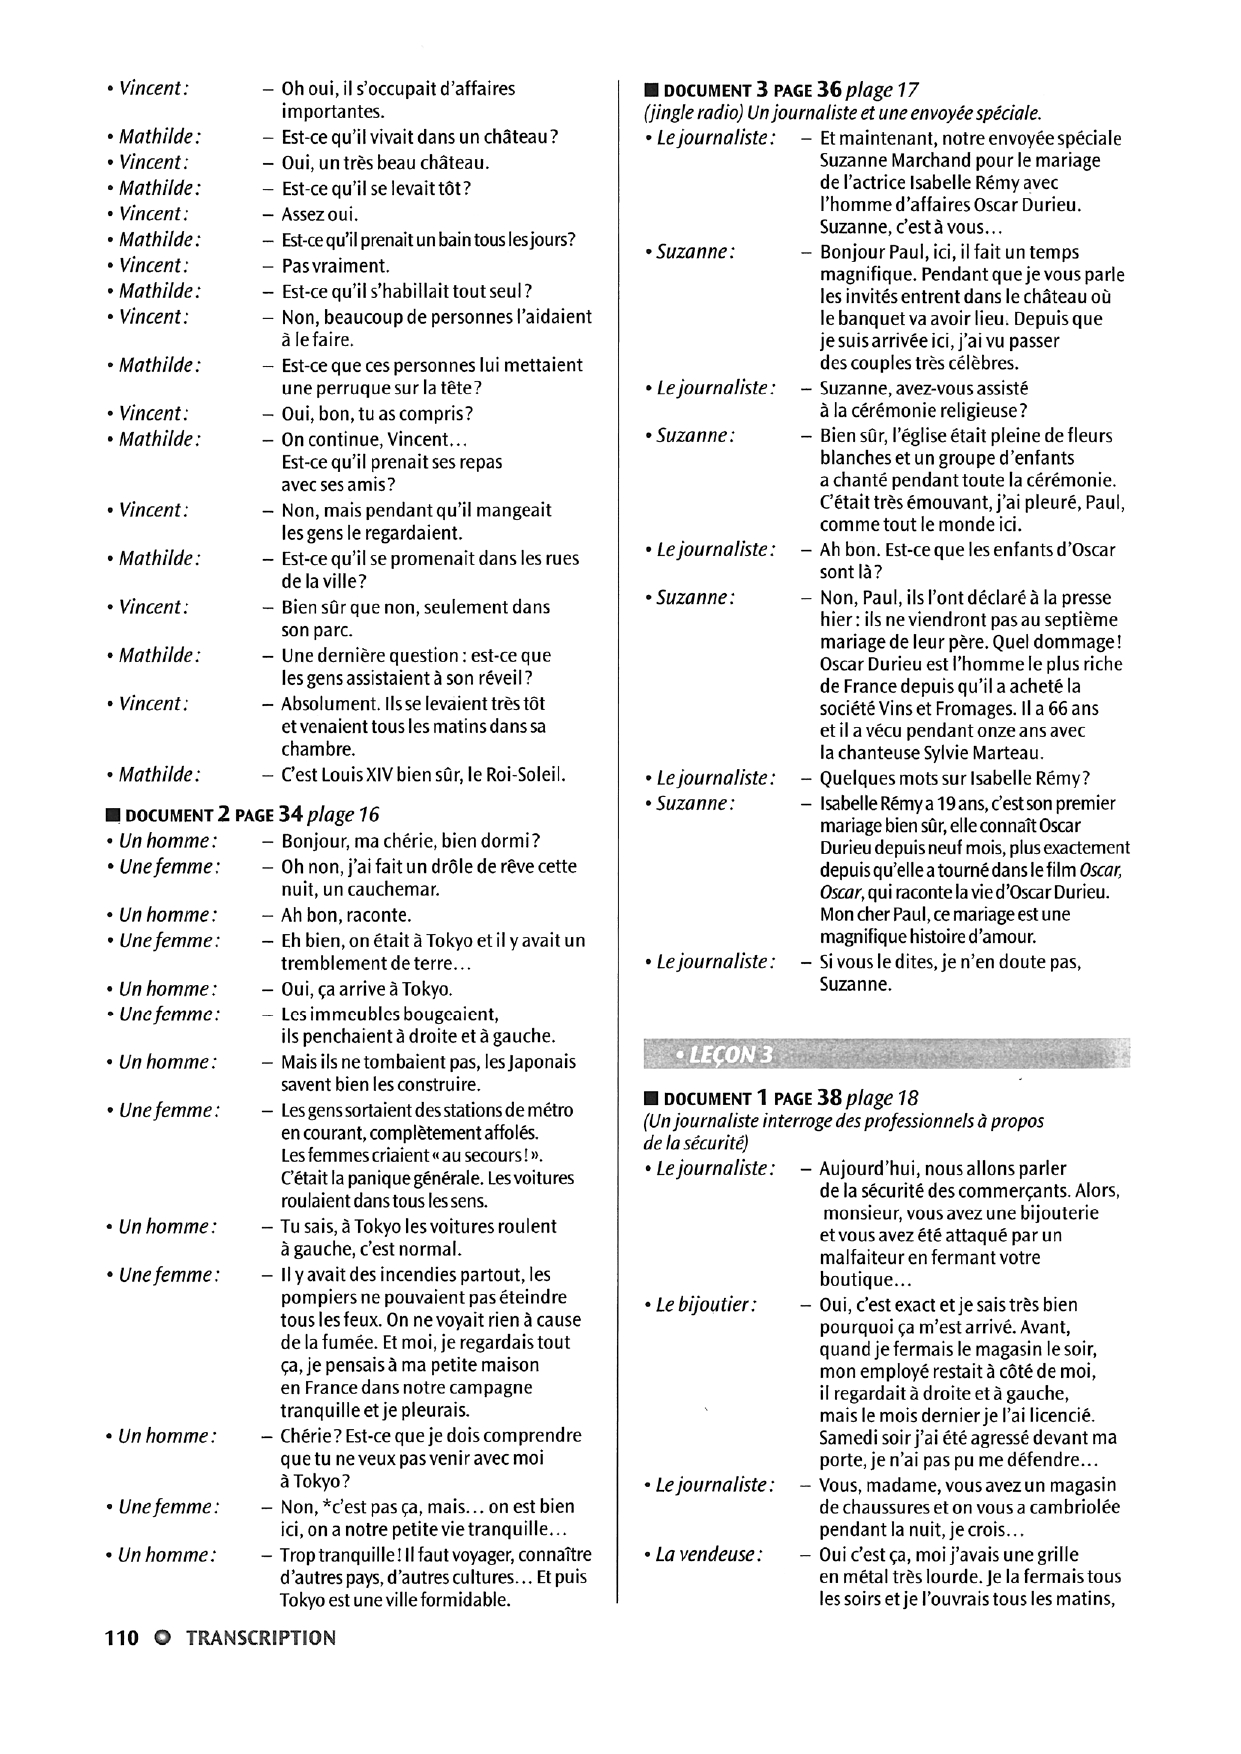 • Vincent : – Oh oui, il s'occupait d'affaires
importantes.
• Mathilde : – Est-ce qu'il vivait dans un château ?
• Vincent : – Oui, un très beau château.
• Mathilde : – Est-ce qu'il se levait tôt ?
• Vincent : – Assez oui.
• Mathilde : – Est-ce qu'il prenait un bain tous les jours ?
• Vincent : – Pas vraiment.
• Mathilde : – Est-ce qu'il s'habillait tout seul ?
• Vincent : – Non, beaucoup de personnes l'aidaient
à le faire.
• Mathilde : – Est-ce que ces personnes lui mettaient
une perruque sur la tête ?
• Vincent : – Oui, bon, tu as compris ?
• Mathilde : – On continue, Vincent...
Est-ce qu'il prenait ses repas
avec ses amis ?
• Vincent : – Non, mais pendant qu'il mangeait
les gens le regardaient.
• Mathilde : – Est-ce qu'il se promenait dans les rues
de la ville ?
• Vincent : – Bien sûr que non, seulement dans
son parc.
• Mathilde : – Une dernière question : est-ce que
les gens assistaient à son réveil ?
• Vincent : – Absolument. Ils se levaient très tôt
et venaient tous les matins dans sa
chambre.
• Mathilde : – C'est Louis XIV bien sûr, le Roi-Soleil.
■ DOCUMENT 2 PAGE 34 plage 16
• Un homme : – Bonjour, ma chérie, bien dormi ?
• Une femme : – Oh non, j'ai fait un drôle de rêve cette
nuit, un cauchemar.
• Un homme : – Ah bon, raconte.
• Une femme : – Eh bien, on était à Tokyo et il y avait un
tremblement de terre...
• Un homme : – Oui, ça arrive à Tokyo.
• Une femme : – Les immeubles bougeaient,
ils penchaient à droite et à gauche.
• Un homme : – Mais ils ne tombaient pas, les Japonais
savent bien les construire.
• Une femme : – Les gens sortaient des stations de métro
en courant, complètement affolés.
Les femmes criaient « au secours ! ».
C'était la panique générale. Les voitures
roulaient dans tous les sens.
• Un homme : – Tu sais, à Tokyo les voitures roulent
à gauche, c'est normal.
• Une femme : – Il y avait des incendies partout, les
pompiers ne pouvaient pas éteindre
tous les feux. On ne voyait rien à cause
de la fumée. Et moi, je regardais tout
ça, je pensais à ma petite maison
en France dans notre campagne
tranquille et je pleurais.
• Un homme : – Chérie ? Est-ce que je dois comprendre
que tu ne veux pas venir avec moi
à Tokyo ?
• Une femme : – Non, *c'est pas ça, mais... on est bien
ici, on a notre petite vie tranquille...
• Un homme : – Trop tranquille ! Il faut voyager, connaître
d'autres pays, d'autres cultures... Et puis
Tokyo est une ville formidable.
■ DOCUMENT 3 PAGE 36 plage 17
(jingle radio) Un journaliste et une envoyée spéciale.
• Le journaliste : – Et maintenant, notre envoyée spéciale
Suzanne Marchand pour le mariage
de l'actrice Isabelle Rémy avec
l'homme d'affaires Oscar Durieu.
Suzanne, c'est à vous...
• Suzanne : – Bonjour Paul, ici, il fait un temps
magnifique. Pendant que je vous parle
les invités entrent dans le château où
le banquet va avoir lieu. Depuis que
je suis arrivée ici, j'ai vu passer
des couples très célèbres.
• Le journaliste : – Suzanne, avez-vous assisté
à la cérémonie religieuse ?
• Suzanne : – Bien sûr, l'église était pleine de fleurs
blanches et un groupe d'enfants
a chanté pendant toute la cérémonie.
C'était très émouvant, j'ai pleuré, Paul,
comme tout le monde ici.
• Le journaliste : – Ah bon. Est-ce que les enfants d'Oscar
sont là ?
• Suzanne : – Non, Paul, ils l'ont déclaré à la presse
hier : ils ne viendront pas au septième
mariage de leur père. Quel dommage !
Oscar Durieu est l'homme le plus riche
de France depuis qu'il a acheté la
société Vins et Fromages. Il a 66 ans
et il a vécu pendant onze ans avec
la chanteuse Sylvie Marteau.
• Le journaliste : – Quelques mots sur Isabelle Rémy ?
• Suzanne : – Isabelle Rémy a 19 ans, c'est son premier
mariage bien sûr, elle connaît Oscar
Durieu depuis neuf mois, plus exactement
depuis qu'elle a tourné dans le film Oscar,
Oscar, qui raconte la vie d'Oscar Durieu.
Mon cher Paul, ce mariage est une
magnifique histoire d'amour.
• Le journaliste : – Si vous le dites, je n'en doute pas,
Suzanne.
• LEÇON 3
■ DOCUMENT 1 PAGE 38 plage 18
(Un journaliste interroge des professionnels à propos
de la sécurité)
• Le journaliste : – Aujourd'hui, nous allons parler
de la sécurité des commerçants. Alors,
monsieur, vous avez une bijouterie
et vous avez été attaqué par un
malfaiteur en fermant votre
boutique...
• Le bijoutier : – Oui, c'est exact et je sais très bien
pourquoi ça m'est arrivé. Avant,
quand je fermais le magasin le soir,
mon employé restait à côté de moi,
il regardait à droite et à gauche,
mais le mois dernier je l'ai licencié.
Samedi soir j'ai été agressé devant ma
porte, je n'ai pas pu me défendre...
• Le journaliste : – Vous, madame, vous avez un magasin
de chaussures et on vous a cambriolée
pendant la nuit, je crois...
• La vendeuse : – Oui c'est ça, moi j'avais une grille
en métal très lourde. Je la fermais tous
les soirs et je l'ouvrais tous les matins,
110 TRANSCRIPTION